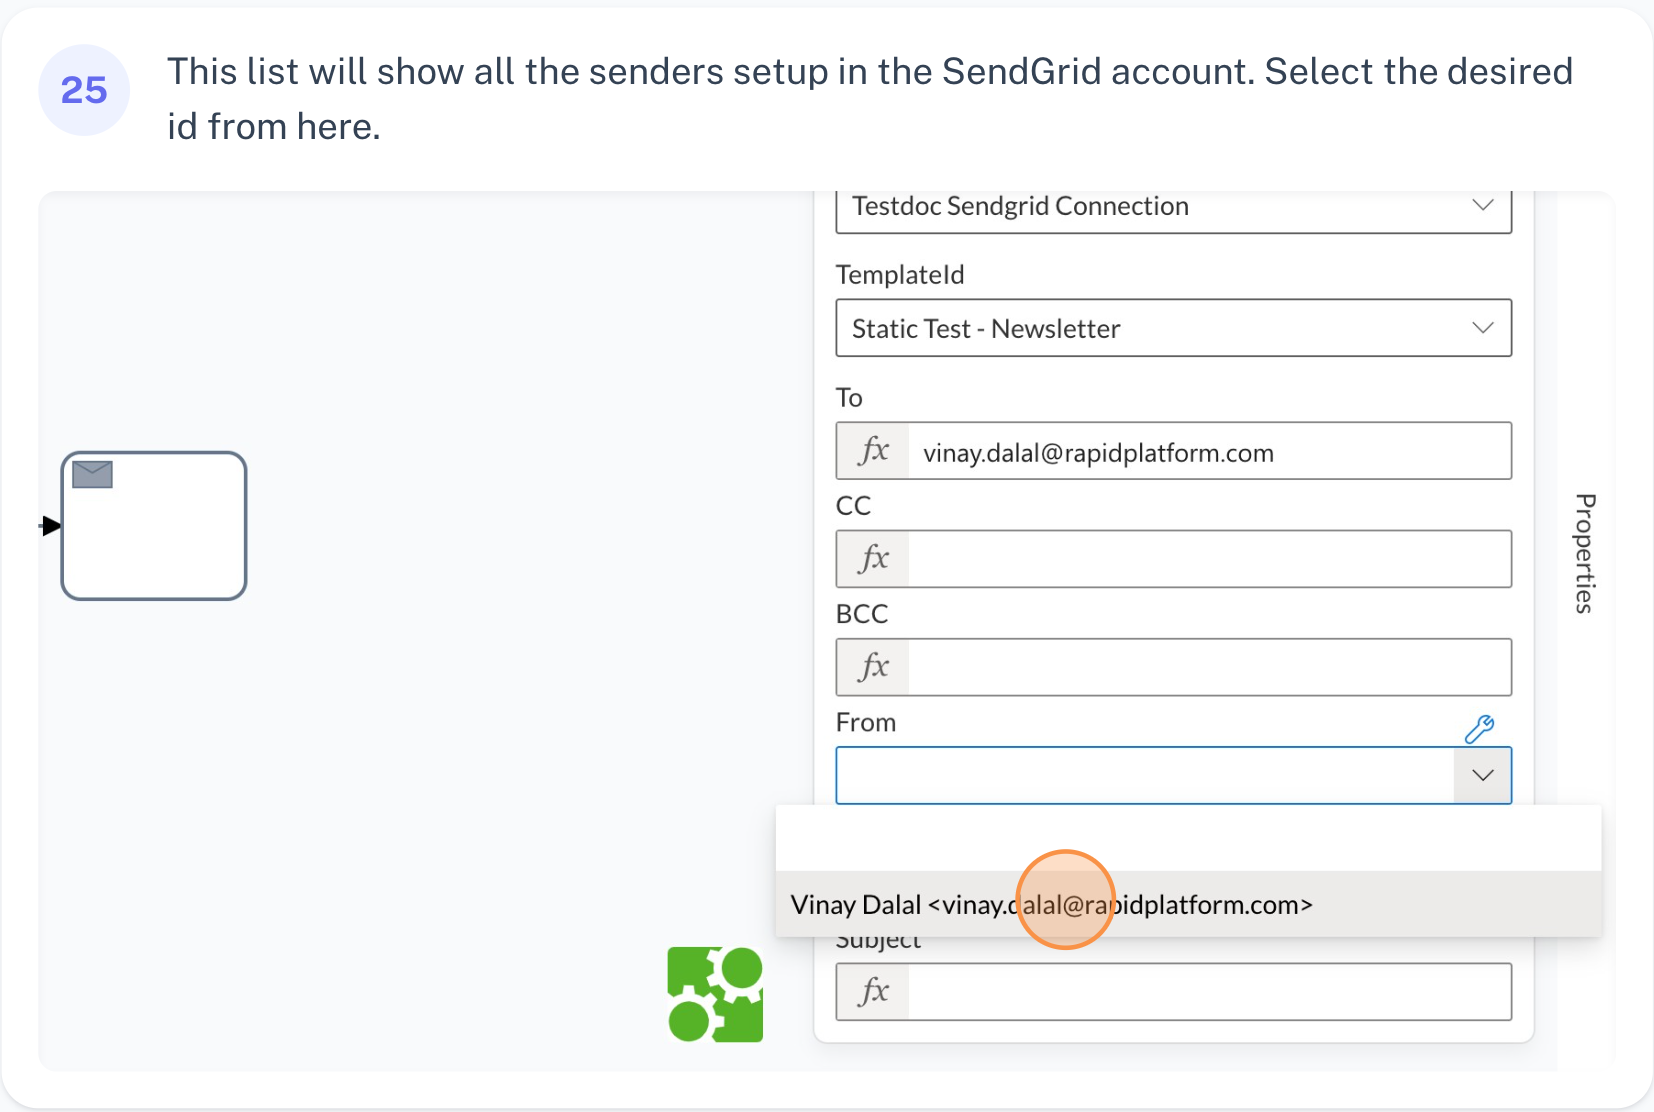 25
This list will show all the senders setup in the SendGrid account. Select the desired
id from here.
Testdoc Sendgrid Connection
TemplateId
Static Test - Newsletter
To
fx vinay.dalal@rapidplatform.com
CC
fx
BCC
fx
From
Vinay Dalal <vinay.dalal@rapidplatform.com>
Subject
fx
Properties